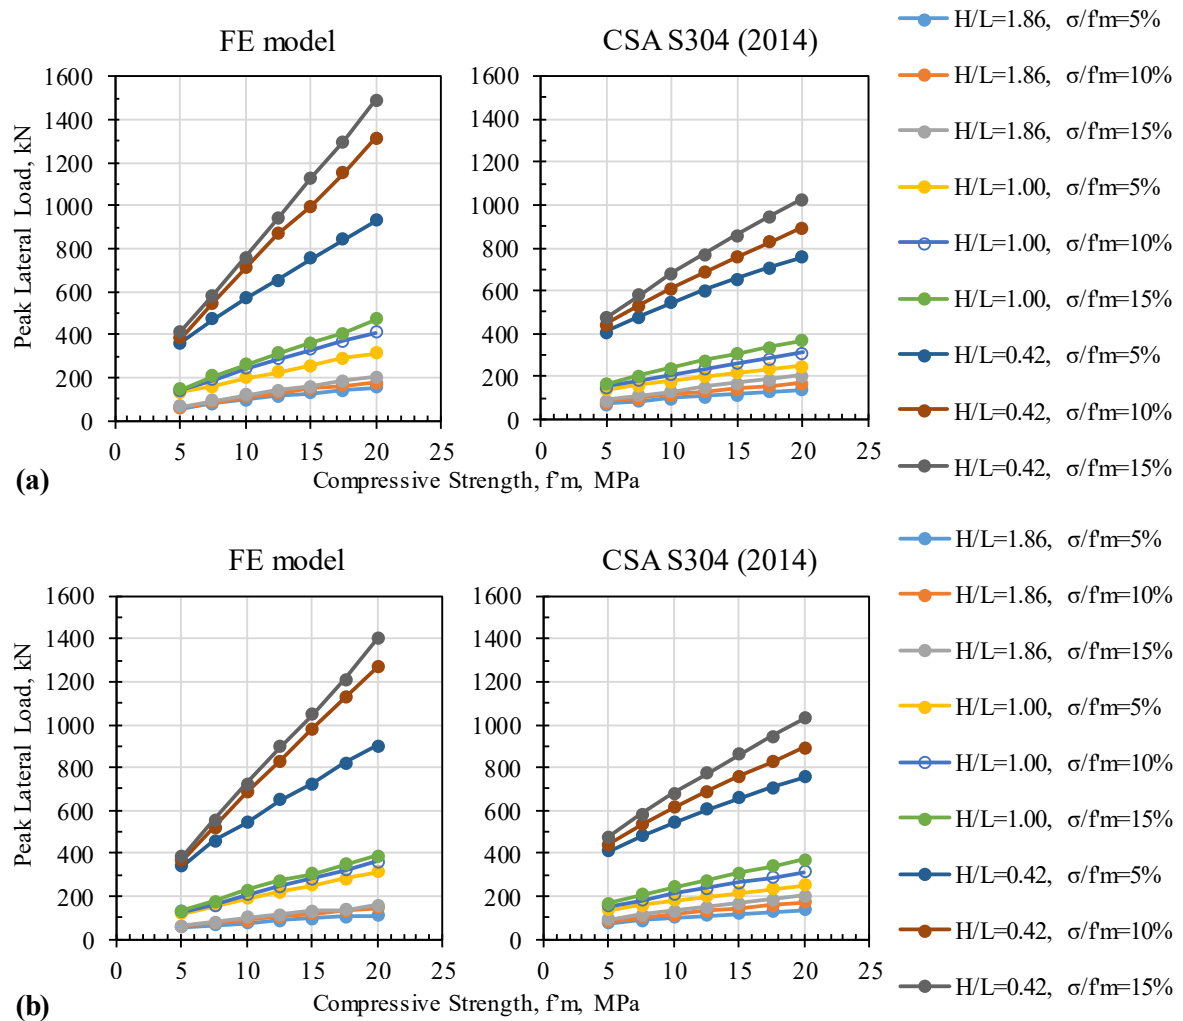 FE model
CSA S304 (2014)
1600
1400
1200
1000
800
600
400
200
0
0 5 10 15 20 25
1600
1400
1200
1000
800
600
400
200
0
0 5 10 15 20 25
Peak Lateral Load, kN
Compressive Strength, f'm, MPa
(a)
H/L=1.86, σ/f'm=5%
H/L=1.86, σ/f'm=10%
H/L=1.86, σ/f'm=15%
H/L=1.00, σ/f'm=5%
H/L=1.00, σ/f'm=10%
H/L=1.00, σ/f'm=15%
H/L=0.42, σ/f'm=5%
H/L=0.42, σ/f'm=10%
H/L=0.42, σ/f'm=15%
FE model
CSA S304 (2014)
1600
1400
1200
1000
800
600
400
200
0
0 5 10 15 20 25
1600
1400
1200
1000
800
600
400
200
0
0 5 10 15 20 25
Peak Lateral Load, kN
Compressive Strength, f'm, MPa
(b)
H/L=1.86, σ/f'm=5%
H/L=1.86, σ/f'm=10%
H/L=1.86, σ/f'm=15%
H/L=1.00, σ/f'm=5%
H/L=1.00, σ/f'm=10%
H/L=1.00, σ/f'm=15%
H/L=0.42, σ/f'm=5%
H/L=0.42, σ/f'm=10%
H/L=0.42, σ/f'm=15%